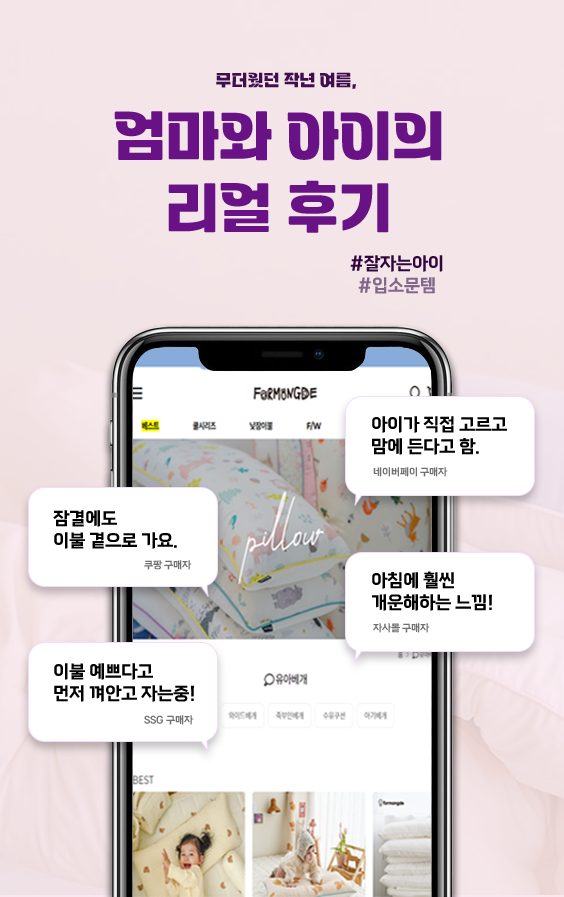 무더웠던 작년 여름,
엄마와 아이의
리얼 후기
#잘자는아이
#입소문템
FORMONGDE
베스트 쿨시리즈 낮잠이불 F/W
아이가 직접 고르고
맘에 든다고 함.
네이버페이 구매자
pillow
잠결에도
이불 곁으로 가요.
쿠팡 구매자
아침에 훨씬
개운해하는 느낌!
자사몰 구매자
이불 예쁘다고
먼저 껴안고 자는중!
SSG 구매자
유아베개
와이드베개 족부인베개 수유쿠션 아기베개
BEST
formongde